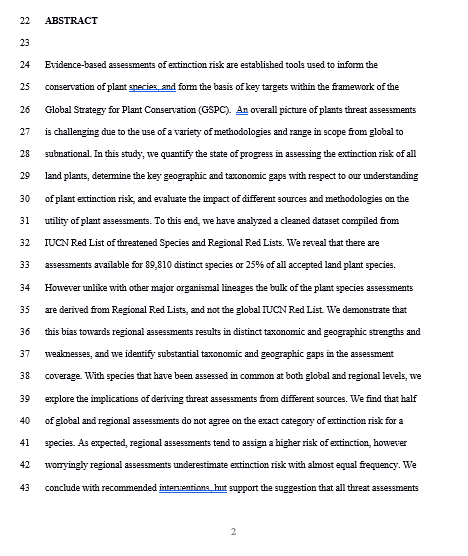 22 ABSTRACT
23
24 Evidence-based assessments of extinction risk are established tools used to inform the
25 conservation of plant species, and form the basis of key targets within the framework of the
26 Global Strategy for Plant Conservation (GSPC). An overall picture of plants threat assessments
27 is challenging due to the use of a variety of methodologies and range in scope from global to
28 subnational. In this study, we quantify the state of progress in assessing the extinction risk of all
29 land plants, determine the key geographic and taxonomic gaps with respect to our understanding
30 of plant extinction risk, and evaluate the impact of different sources and methodologies on the
31 utility of plant assessments. To this end, we have analyzed a cleaned dataset compiled from
32 IUCN Red List of threatened Species and Regional Red Lists. We reveal that there are
33 assessments available for 89,810 distinct species or 25% of all accepted land plant species.
34 However unlike with other major organismal lineages the bulk of the plant species assessments
35 are derived from Regional Red Lists, and not the global IUCN Red List. We demonstrate that
36 this bias towards regional assessments results in distinct taxonomic and geographic strengths and
37 weaknesses, and we identify substantial taxonomic and geographic gaps in the assessment
38 coverage. With species that have been assessed in common at both global and regional levels, we
39 explore the implications of deriving threat assessments from different sources. We find that half
40 of global and regional assessments do not agree on the exact category of extinction risk for a
41 species. As expected, regional assessments tend to assign a higher risk of extinction, however
42 worryingly regional assessments underestimate extinction risk with almost equal frequency. We
43 conclude with recommended interventions, but support the suggestion that all threat assessments
2